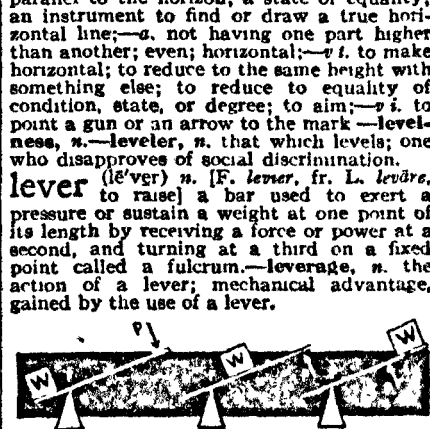 parallel to the horizon; a state of equality;
an instrument to find or draw a true hori-
zontal line;—a. not having one part higher
than another; even; horizontal;—v t. to make
horizontal; to reduce to the same height with
something else; to reduce to equality of
condition, state, or degree; to aim;—v i. to
point a gun or an arrow to the mark —level-
ness, n.—leveler, n. that which levels; one
who disapproves of social discrimination.
lever (lē'vẹr) n. [F. levier, fr. L. levāre,
to raise] a bar used to exert a
pressure or sustain a weight at one point of
its length by receiving a force or power at a
second, and turning at a third on a fixed
point called a fulcrum.—leverage, n. the
action of a lever; mechanical advantage,
gained by the use of a lever.
P
W W W